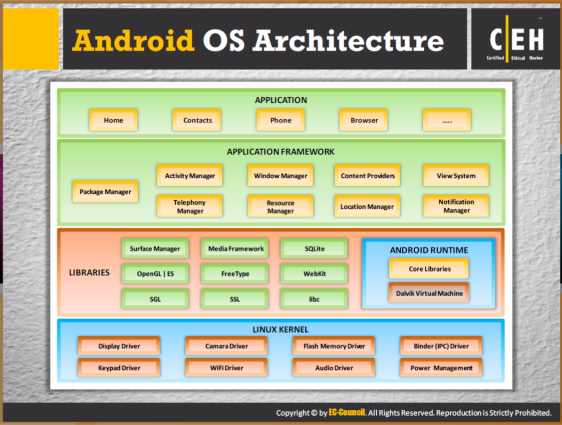 Android OS Architecture
C|EH
Certified Ethical Hacker
APPLICATION
Home
Contacts
Phone
Browser
.....
APPLICATION FRAMEWORK
Package Manager
Activity Manager
Window Manager
Content Providers
View System
Telephony
Manager
Resource
Manager
Location Manager
Notification
Manager
LIBRARIES
Surface Manager
Media Framework
SQLite
OpenGL | ES
FreeType
WebKit
SGL
SSL
libc
ANDROID RUNTIME
Core Libraries
Dalvik Virtual Machine
LINUX KERNEL
Display Driver
Camara Driver
Flash Memory Driver
Binder (IPC) Driver
Keypad Driver
WiFi Driver
Audio Driver
Power Management
Copyright © by EC-Council. All Rights Reserved. Reproduction is Strictly Prohibited.